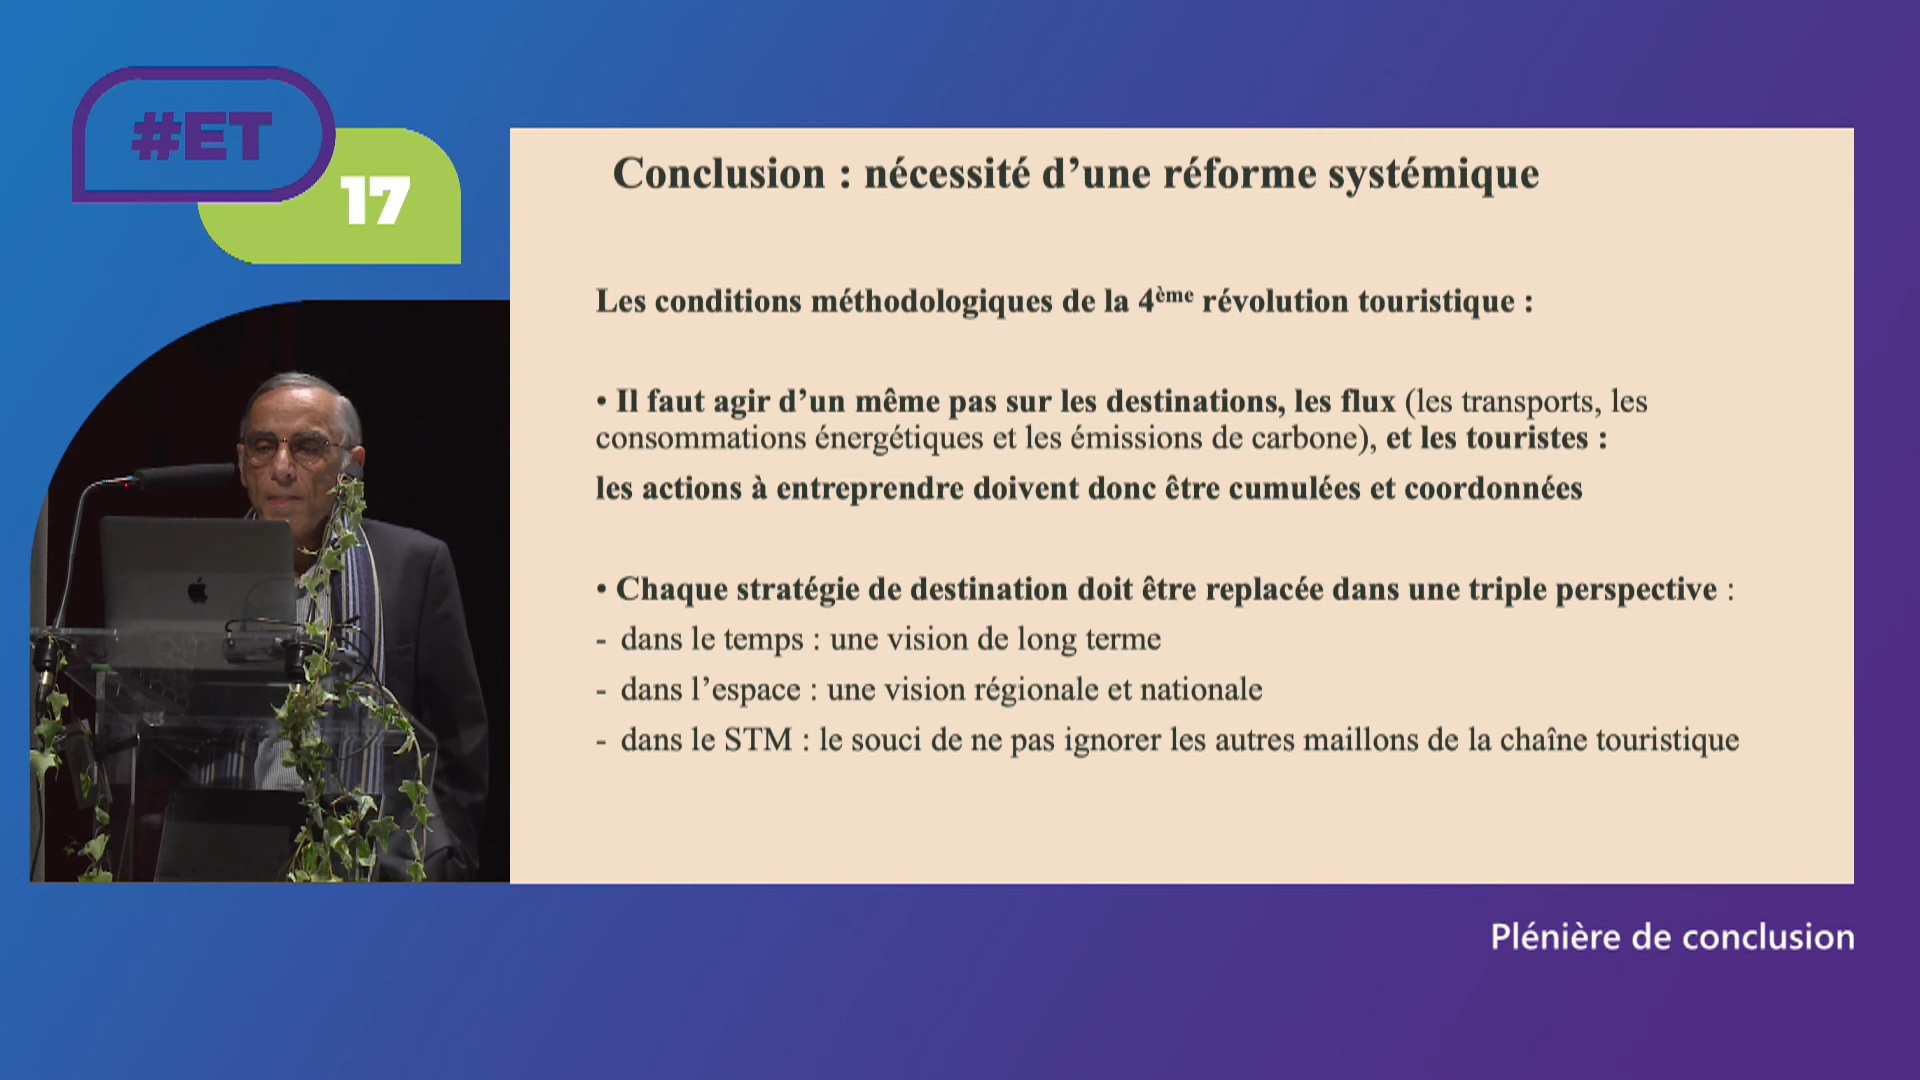 #ET
17
Conclusion : nécessité d’une réforme systémique
Les conditions méthodologiques de la 4ème révolution touristique :
• Il faut agir d’un même pas sur les destinations, les flux (les transports, les
consommations énergétiques et les émissions de carbone), et les touristes :
les actions à entreprendre doivent donc être cumulées et coordonnées
• Chaque stratégie de destination doit être replacée dans une triple perspective :
- dans le temps : une vision de long terme
- dans l’espace : une vision régionale et nationale
- dans le STM : le souci de ne pas ignorer les autres maillons de la chaîne touristique
Plénière de conclusion